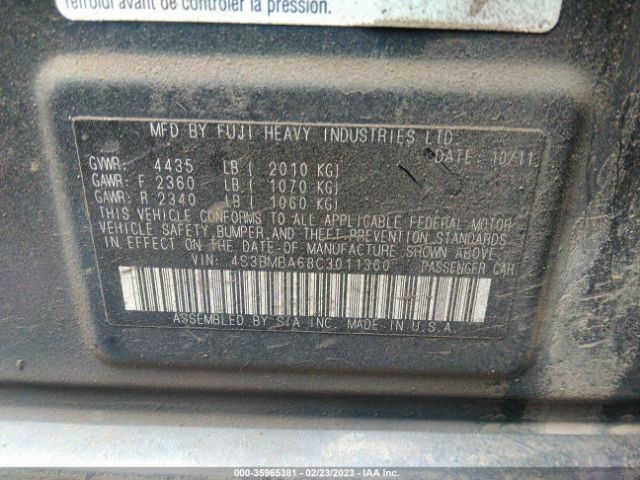 refroidi avant de contrôler la pression.
MFD BY FUJI HEAVY INDUSTRIES LTD.
DATE: 10/11
GVWR: 4435 LB ( 2010 KG)
GAWR: F 2360 LB ( 1070 KG)
GAWR: R 2340 LB ( 1060 KG)
THIS VEHICLE CONFORMS TO ALL APPLICABLE FEDERAL MOTOR
VEHICLE SAFETY, BUMPER, AND THEFT PREVENTION STANDARDS
IN EFFECT ON THE DATE OF MANUFACTURE SHOWN ABOVE
VIN: 4S3BMBA68C3011360 PASSENGER CAR
ASSEMBLED BY SIA INC. MADE IN U.S.A.
000-35965381 - 02/23/2023 - IAA Inc.